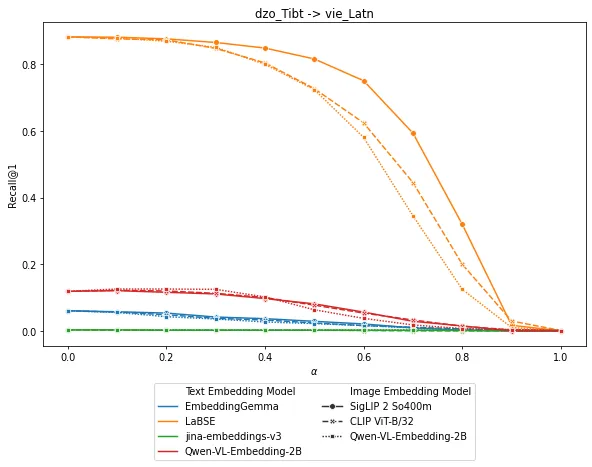 dzo_Tibt -> vie_Latn
Recall@1
0.8
0.6
0.4
0.2
0.0
0.0 0.2 0.4 0.6 0.8 1.0
α
Text Embedding Model Image Embedding Model
EmbeddingGemma SigLIP 2 So400m
LaBSE CLIP ViT-B/32
jina-embeddings-v3 Qwen-VL-Embedding-2B
Qwen-VL-Embedding-2B